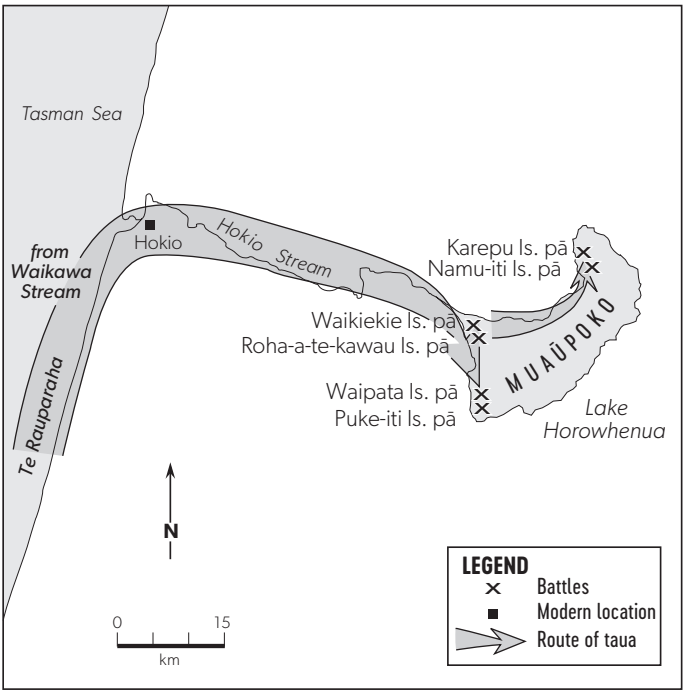 Tasman Sea
from
Waikawa
Stream
Hokio
Hokio Stream
Te Rauparaha
Karepu Is. pā
Namu-iti Is. pā
Waikiekie Is. pā
Roha-a-te-kawau Is. pā
MUAŪPOKO
Waipata Is. pā
Puke-iti Is. pā
Lake
Horowhenua
N
0 15
km
LEGEND
Battles
Modern location
Route of taua